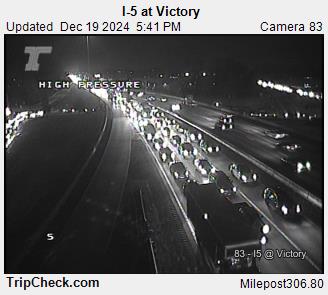 I-5 at Victory
Updated Dec 19 2024 5:41 PM Camera 83
T
HIGH PRESSURE
S
83 - I5 @ Victory
TripCheck.com Milepost306.80